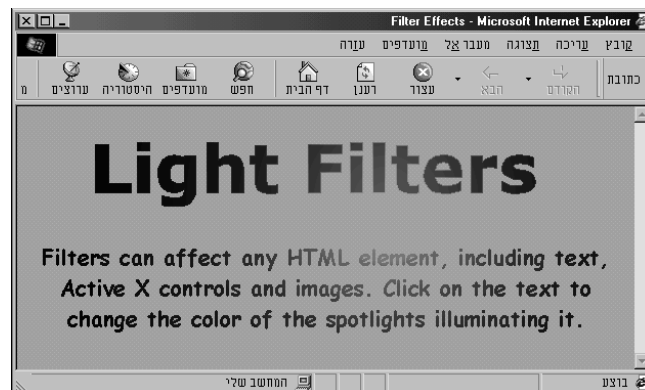 Filter Effects - Microsoft Internet Explorer
קובץ עריכה תצוגה מעבר אל מועדפים עזרה
כתובת הקודם הבא עצור רענן דף הבית חפש מועדפים היסטוריה ערוצים מ
Light Filters
Filters can affect any HTML element, including text,
Active X controls and images. Click on the text to
change the color of the spotlights illuminating it.
בוצע המחשב שלי